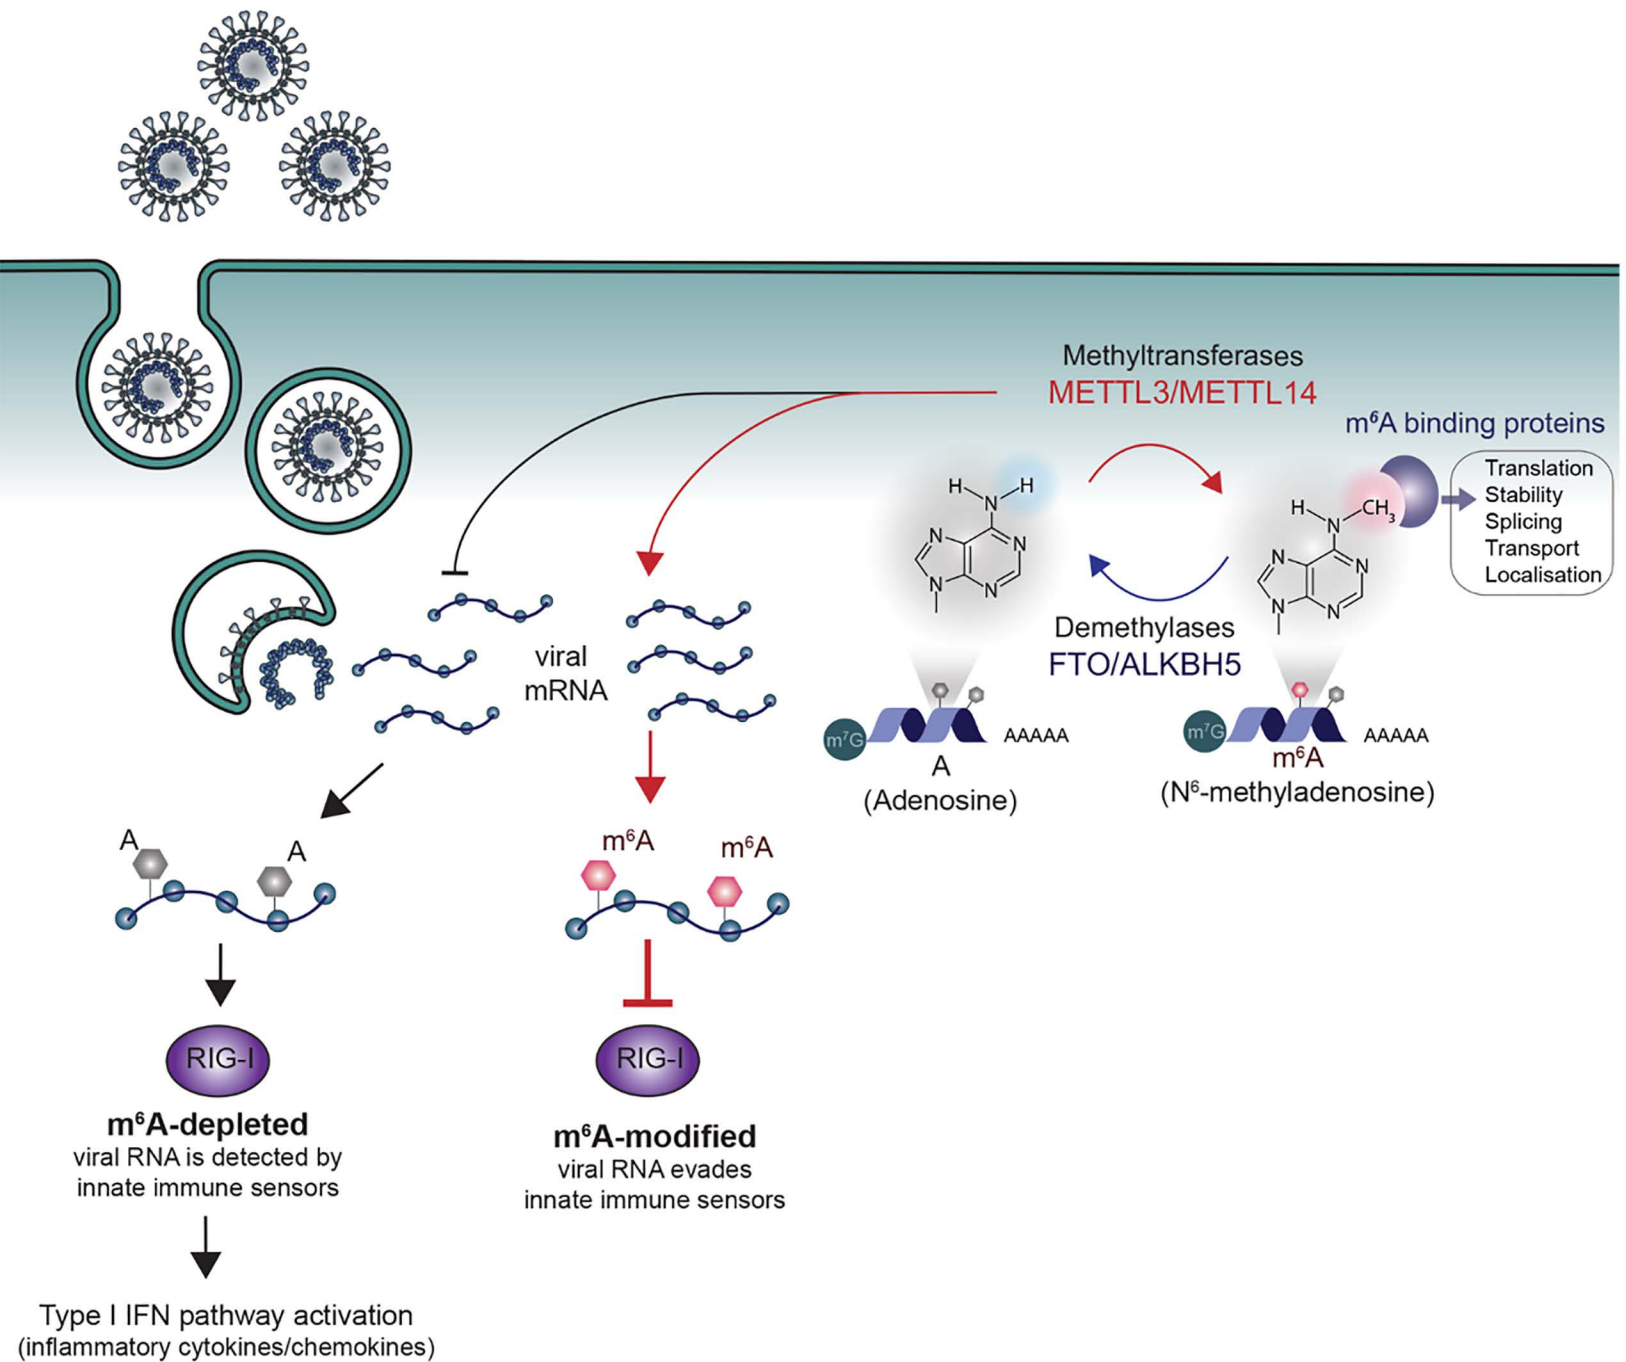 Methyltransferases
METTL3/METTL14
m⁶A binding proteins
Translation
Stability
Splicing
Transport
Localisation
H
N
H
N
N
N
N
H
N
CH₃
N
N
N
N
Demethylases
FTO/ALKBH5
viral
mRNA
m⁷G
AAAAA
A
(Adenosine)
m⁷G
AAAAA
m⁶A
(N⁶-methyladenosine)
A
A
m⁶A
m⁶A
RIG-I
RIG-I
m⁶A-depleted
viral RNA is detected by
innate immune sensors
m⁶A-modified
viral RNA evades
innate immune sensors
Type I IFN pathway activation
(inflammatory cytokines/chemokines)